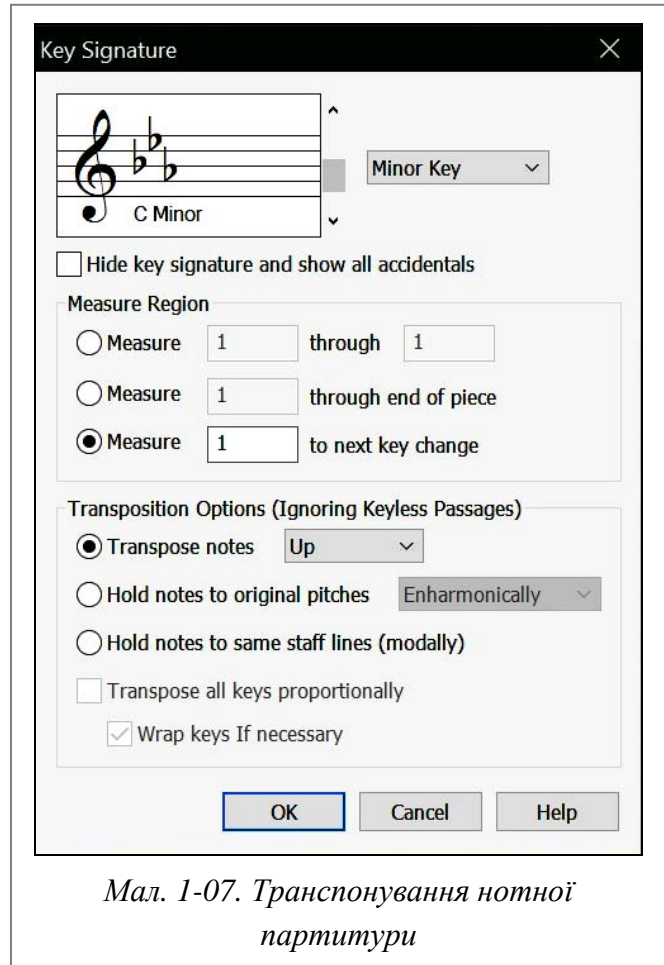 Key Signature
C Minor
Minor Key
Hide key signature and show all accidentals
Measure Region
Measure 1 through 1
Measure 1 through end of piece
Measure 1 to next key change
Transposition Options (Ignoring Keyless Passages)
Transpose notes Up
Hold notes to original pitches Enharmonically
Hold notes to same staff lines (modally)
Transpose all keys proportionally
Wrap keys If necessary
OK Cancel Help
Мал. 1-07. Транспонування нотної
партитури